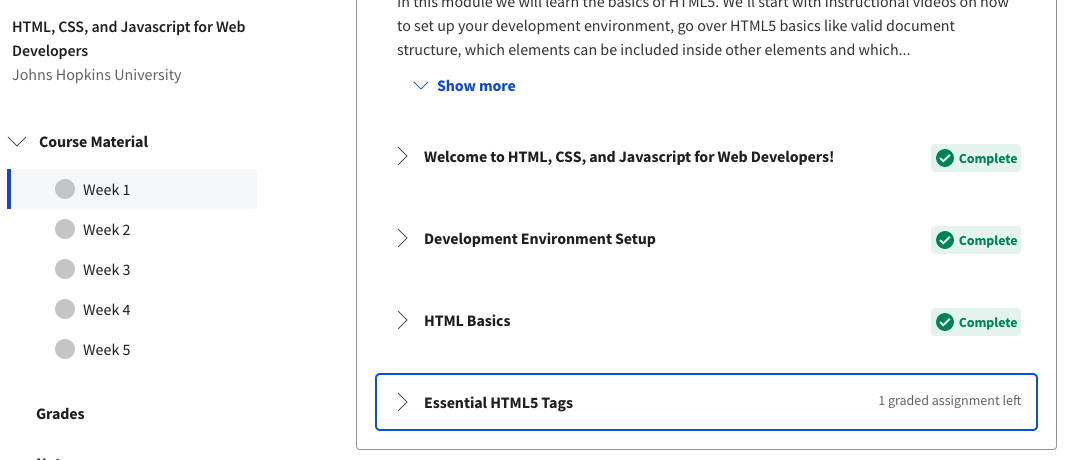 HTML, CSS, and Javascript for Web
Developers
Johns Hopkins University
Course Material
Week 1
Week 2
Week 3
Week 4
Week 5
Grades
In this module we will learn the basics of HTML5. We'll start with instructional videos on how
to set up your development environment, go over HTML5 basics like valid document
structure, which elements can be included inside other elements and which...
Show more
Welcome to HTML, CSS, and Javascript for Web Developers!
Complete
Development Environment Setup
Complete
HTML Basics
Complete
Essential HTML5 Tags
1 graded assignment left